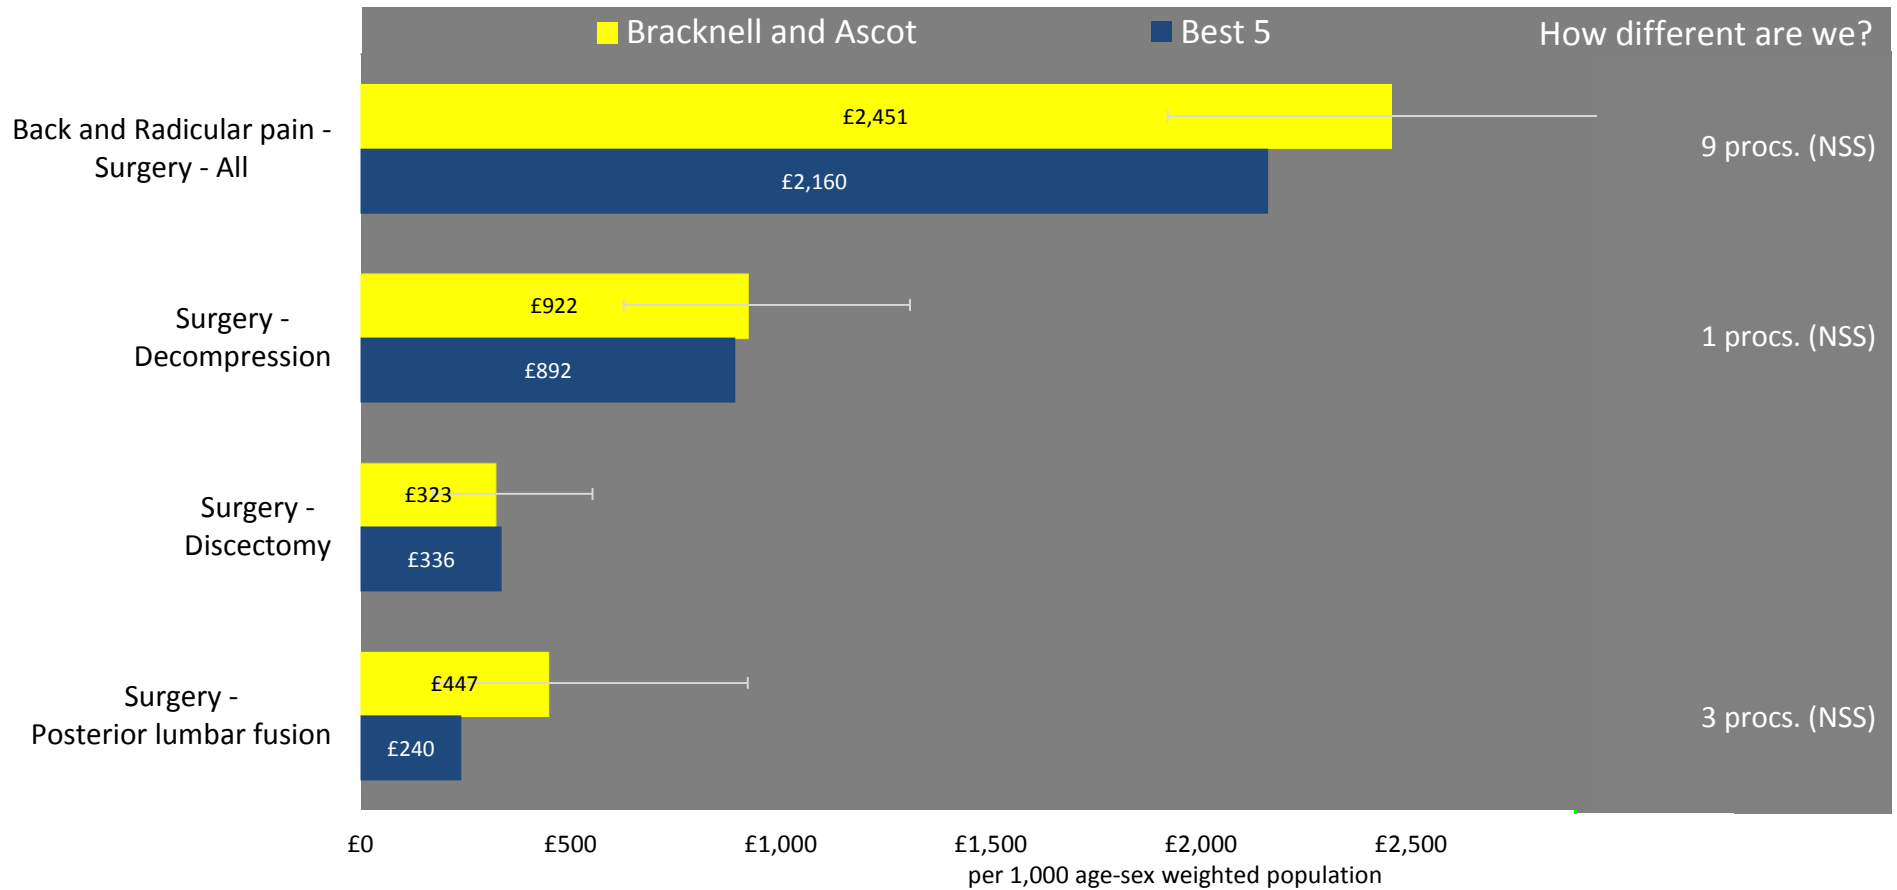 Bracknell and Ascot
Best 5
How different are we?
Back and Radicular pain -
Surgery - All
£2,451
£2,160
9 procs. (NSS)
Surgery -
Decompression
£922
£892
1 procs. (NSS)
Surgery -
Discectomy
£323
£336
Surgery -
Posterior lumbar fusion
£447
£240
3 procs. (NSS)
£0 £500 £1,000 £1,500 £2,000 £2,500
per 1,000 age-sex weighted population